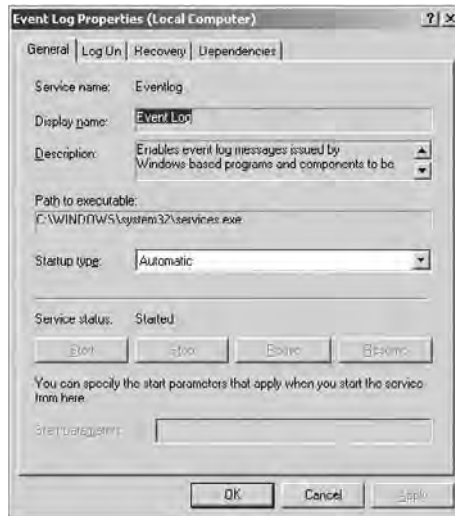 Event Log Properties (Local Computer)
General Log On Recovery Dependencies
Service name: Eventlog
Display name: Event Log
Description: Enables event log messages issued by
Windows based programs and components to be
Path to executable:
C:\WINDOWS\system32\services.exe
Startup type: Automatic
Service status: Started
Start Stop Pause Resume
You can specify the start parameters that apply when you start the service
from here
Start parameters:
OK Cancel Apply